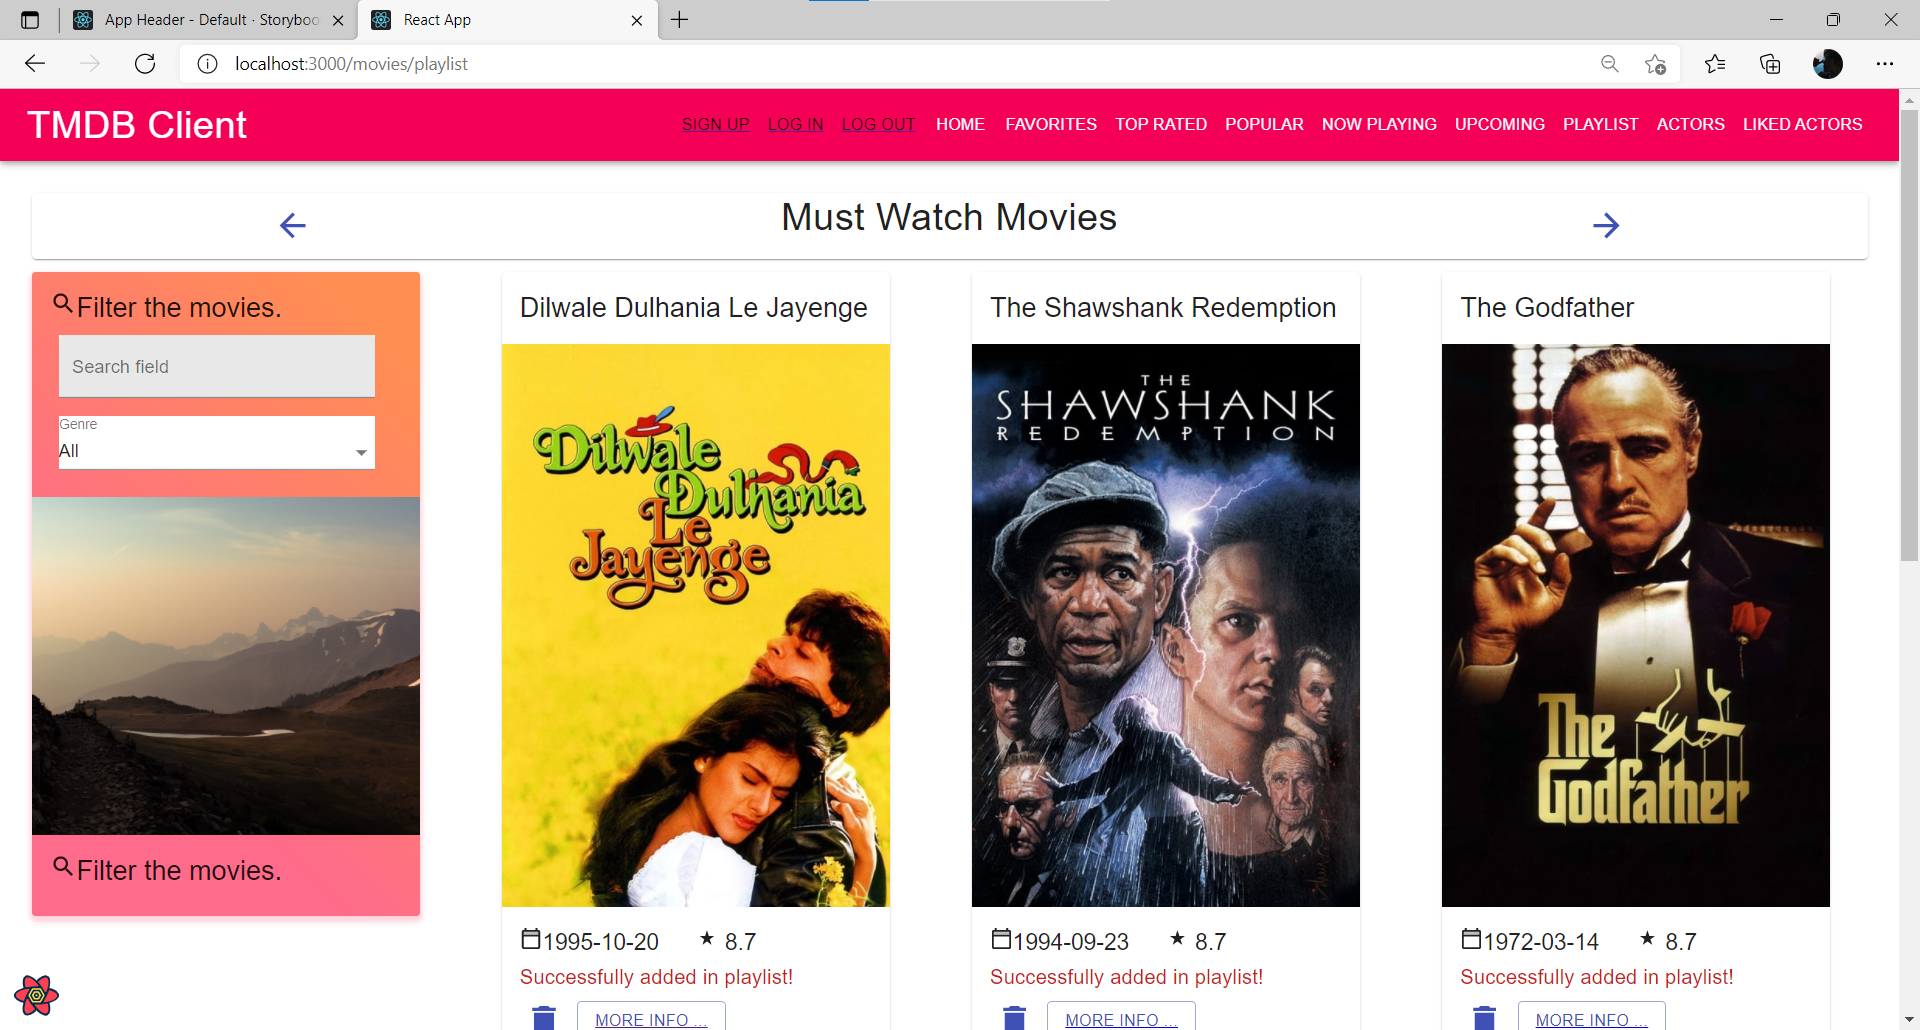 App Header - Default · Storyboo
React App
localhost:3000/movies/playlist
TMDB Client
SIGN UP LOG IN LOG OUT HOME FAVORITES TOP RATED POPULAR NOW PLAYING UPCOMING PLAYLIST ACTORS LIKED ACTORS
Must Watch Movies
Filter the movies.
Search field
Genre
All
Filter the movies.
Dilwale Dulhania Le Jayenge
Dilwale
Dulhania
Le
Jayenge
1995-10-20 8.7
Successfully added in playlist!
MORE INFO ...
The Shawshank Redemption
THE
SHAWSHANK
REDEMPTION
1994-09-23 8.7
Successfully added in playlist!
MORE INFO ...
The Godfather
The
Godfather
1972-03-14 8.7
Successfully added in playlist!
MORE INFO ...